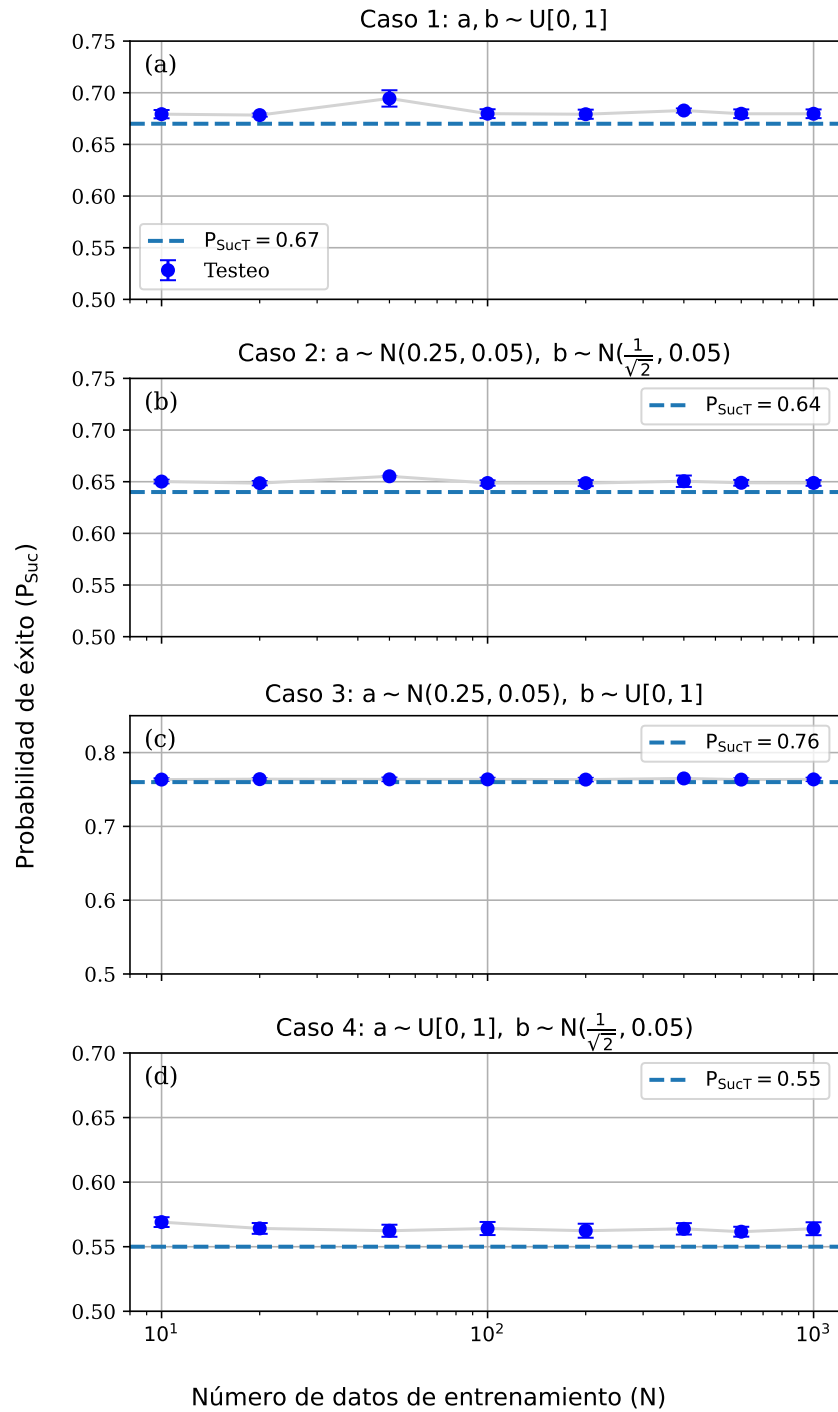 Caso 1: a, b ~ U[0, 1]
(a)
0.75
0.70
0.65
0.60
0.55
0.50
P_SucT = 0.67
Testeo
Caso 2: a ~ N(0.25, 0.05), b ~ N(1/√2, 0.05)
(b)
0.75
0.70
0.65
0.60
0.55
0.50
P_SucT = 0.64
Probabilidad de éxito (P_Suc)
Caso 3: a ~ N(0.25, 0.05), b ~ U[0, 1]
(c)
0.8
0.7
0.6
0.5
P_SucT = 0.76
Caso 4: a ~ U[0, 1], b ~ N(1/√2, 0.05)
(d)
0.70
0.65
0.60
0.55
0.50
P_SucT = 0.55
10¹ 10² 10³
Número de datos de entrenamiento (N)